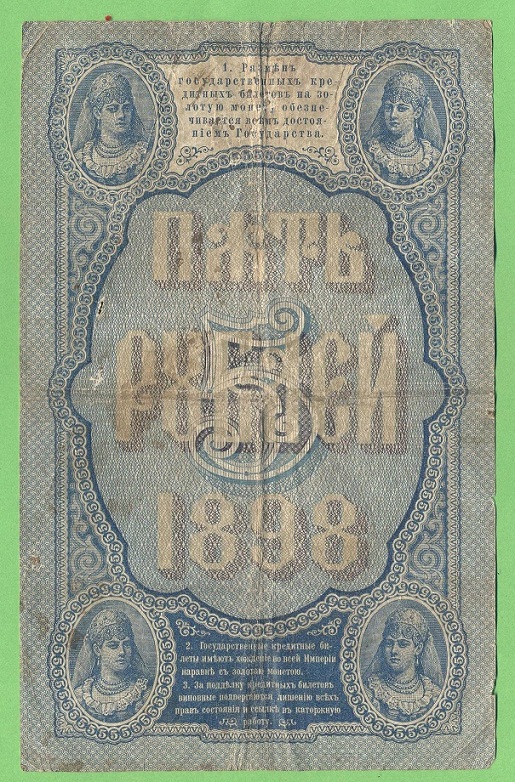 1. Размѣнъ
государственныхъ кре-
дитныхъ билетовъ на зо-
лотую монету, обезпе-
чивается всѣмъ достоя-
ніемъ Государства.
ПЯТЬ
РУБЛЕЙ
5
1898
2. Государственные кредитные би-
леты имѣютъ хожденіе во всей Имперіи
наравнѣ съ золотою монетою.
3. За поддѣлку кредитныхъ билетовъ
виновные подвергаются лишенію всѣхъ
правъ состоянія и ссылкѣ въ каторжную
работу.